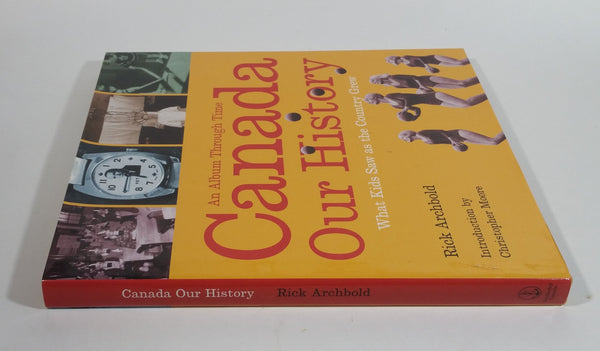 An Album Through Time
Canada
Our History
What Kids Saw as the Country Grew
Rick Archbold
Introduction by
Christopher Moore
Canada Our History Rick Archbold